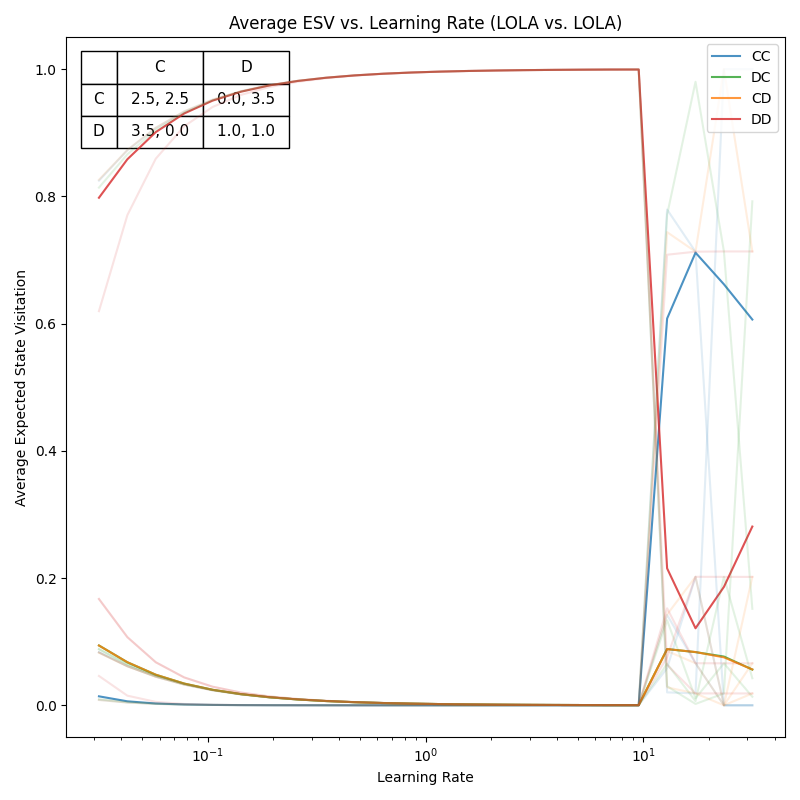 Average ESV vs. Learning Rate (LOLA vs. LOLA)
C D
C 2.5, 2.5 0.0, 3.5
D 3.5, 0.0 1.0, 1.0
CC
DC
CD
DD
1.0
0.8
0.6
0.4
0.2
0.0
Average Expected State Visitation
10⁻¹ 10⁰ 10¹
Learning Rate